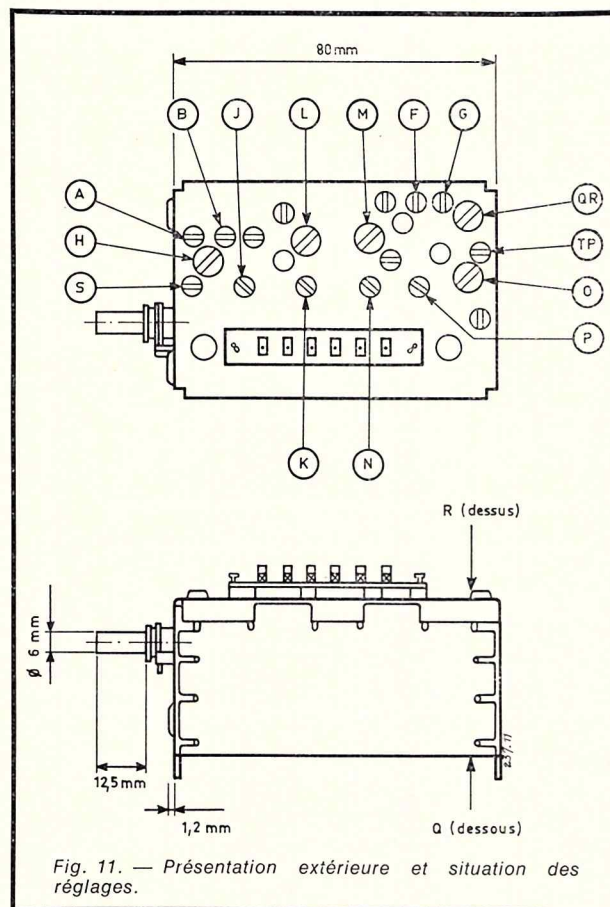 80 mm
B J L M F G
A
H
S
QR
TP
O
P
K N
R (dessus)
Ø 6 mm
12,5 mm
1,2 mm
Q (dessous)
Fig. 11. — Présentation extérieure et situation des
réglages.